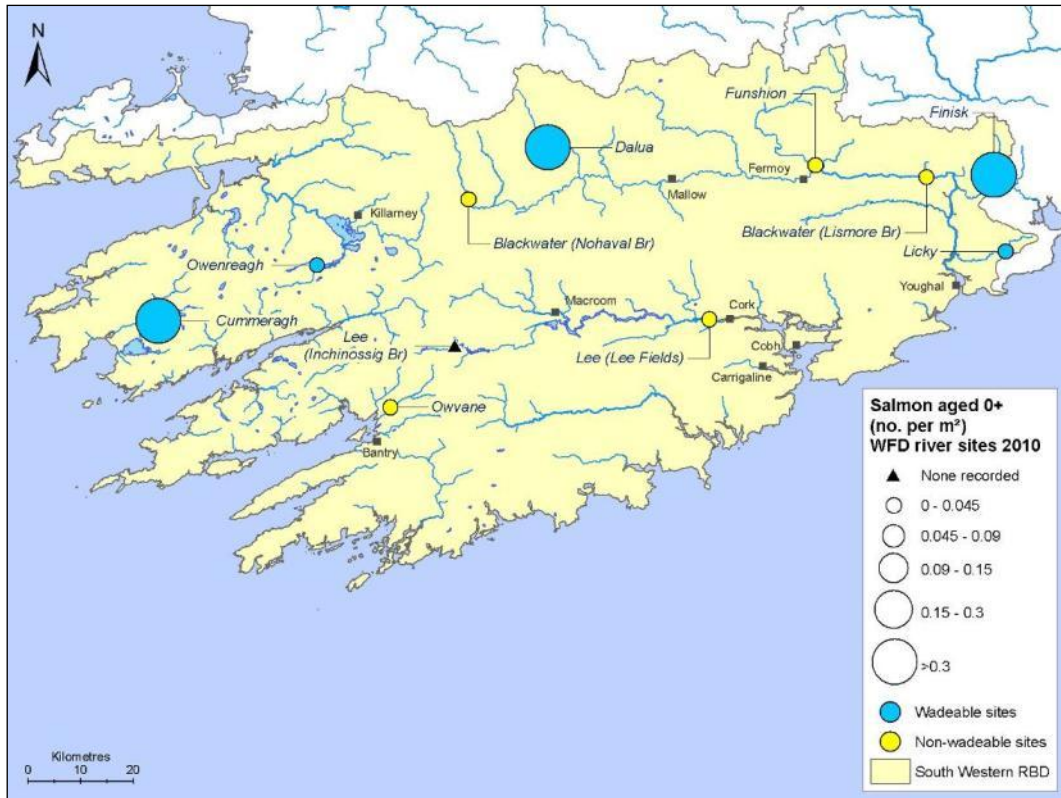 N
Funshion
Finisk
Dalua
Fermoy
Mallow
Killarney
Blackwater (Nohaval Br)
Blackwater (Lismore Br)
Owenreagh
Licky
Youghal
Macroom
Cummeragh
Cork
Lee
(Inchinossig Br)
Lee (Lee Fields)
Cobh
Carrigaline
Owvane
Bantry
Salmon aged 0+
(no. per m²)
WFD river sites 2010
None recorded
0 - 0.045
0.045 - 0.09
0.09 - 0.15
0.15 - 0.3
>0.3
Wadeable sites
Non-wadeable sites
South Western RBD
Kilometres
0 10 20